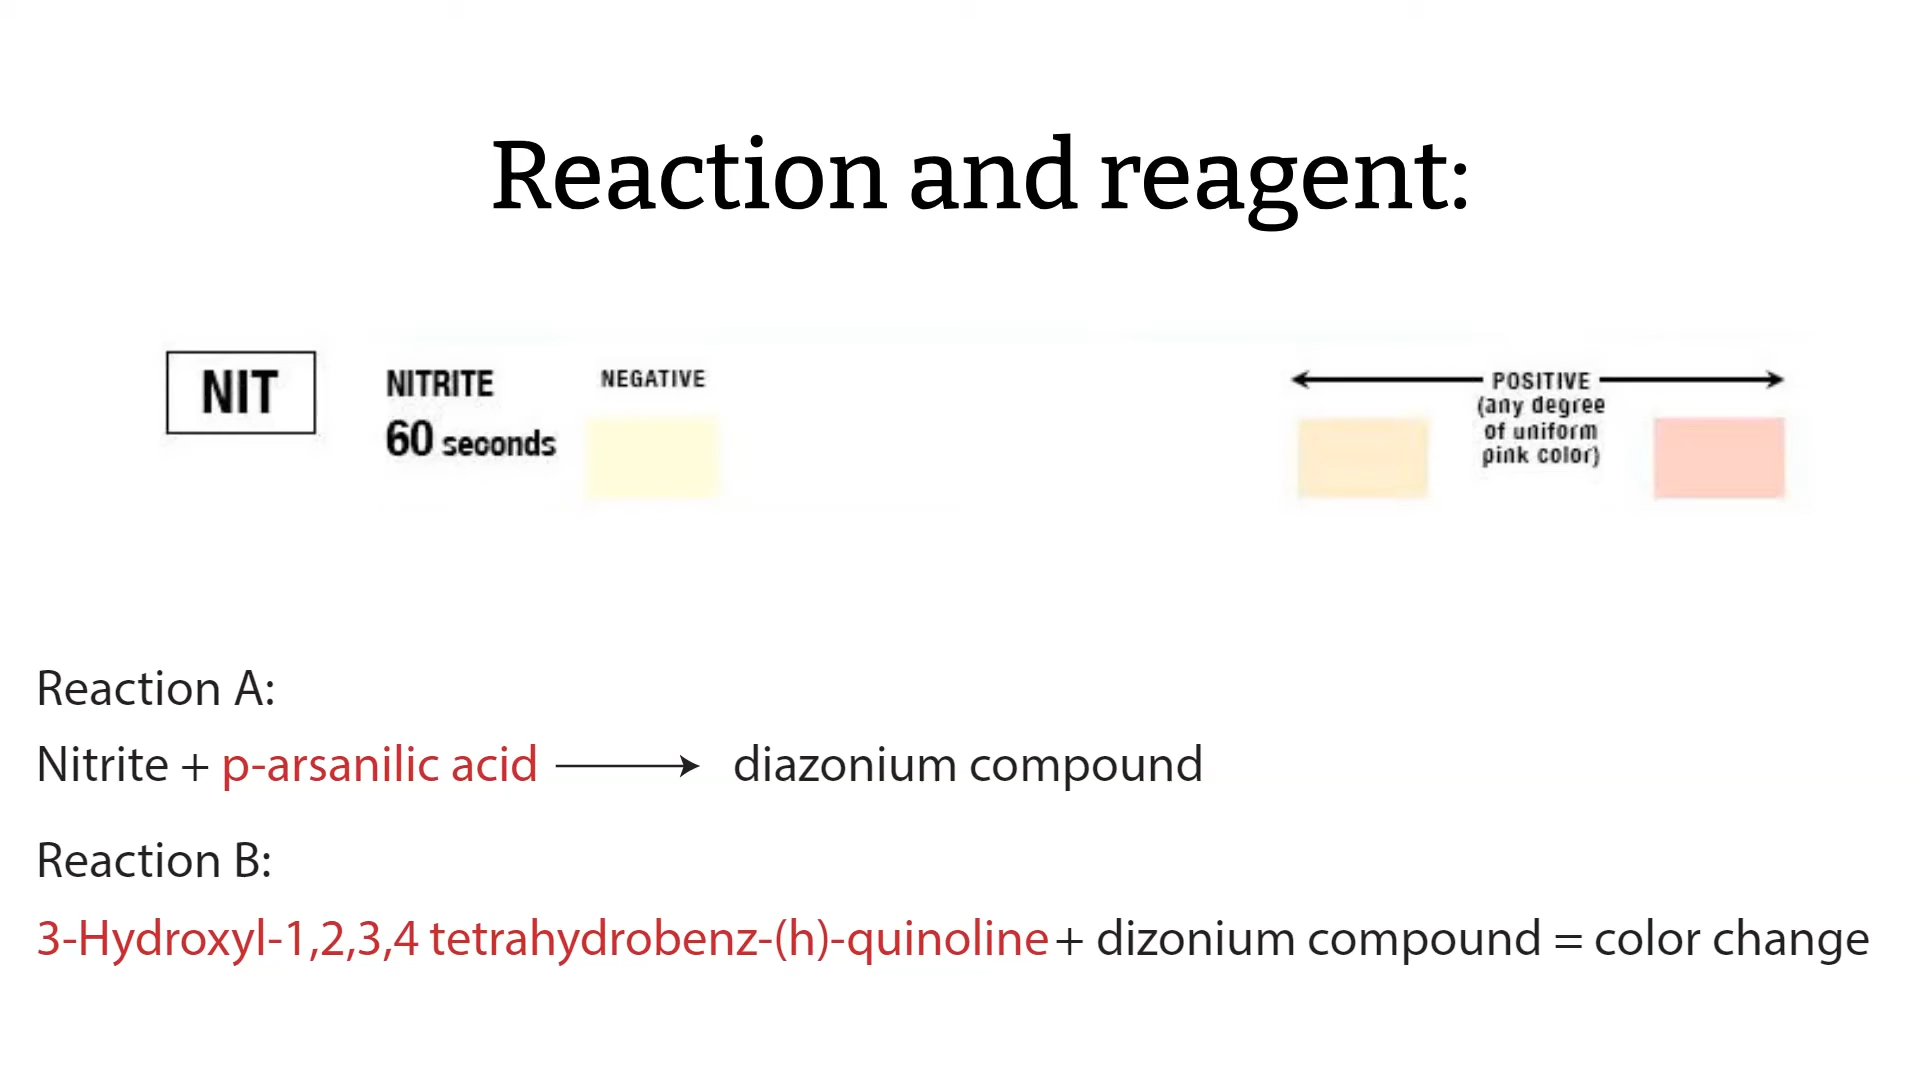 Reaction and reagent:
NIT
NITRITE
60 seconds
NEGATIVE
POSITIVE
(any degree
of uniform
pink color)
Reaction A:
Nitrite + p-arsanilic acid ⟶ diazonium compound
Reaction B:
3-Hydroxyl-1,2,3,4 tetrahydrobenz-(h)-quinoline + dizonium compound = color change